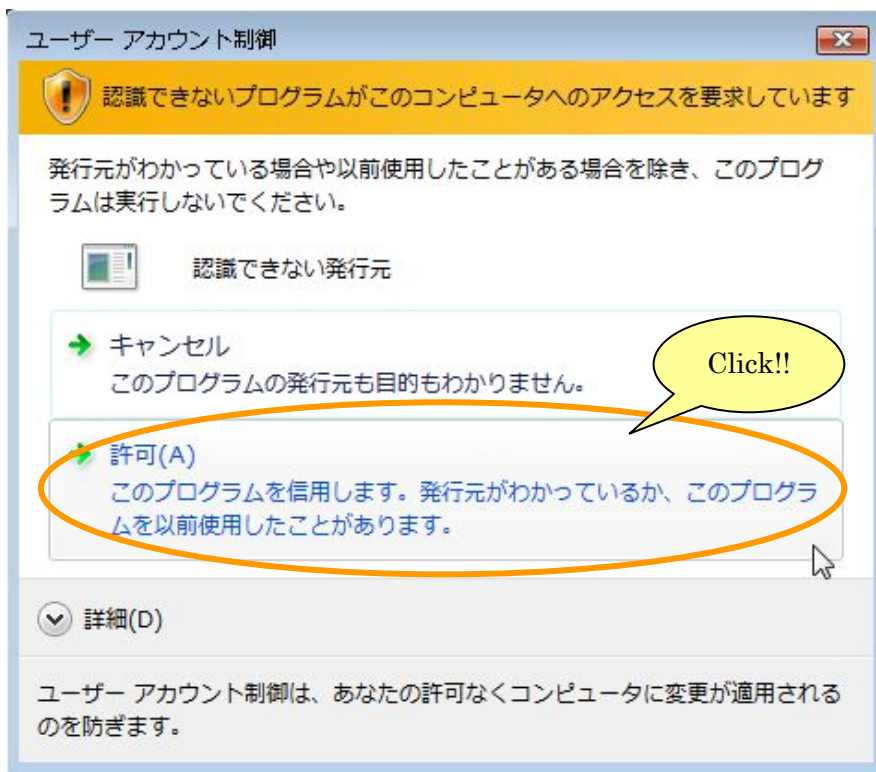 ユーザー アカウント制御
認識できないプログラムがこのコンピュータへのアクセスを要求しています
発行元がわかっている場合や以前使用したことがある場合を除き、このプログ
ラムは実行しないでください。
認識できない発行元
キャンセル
このプログラムの発行元も目的もわかりません。
Click!!
許可(A)
このプログラムを信用します。発行元がわかっているか、このプログラ
ムを以前使用したことがあります。
詳細(D)
ユーザー アカウント制御は、あなたの許可なくコンピュータに変更が適用される
のを防ぎます。